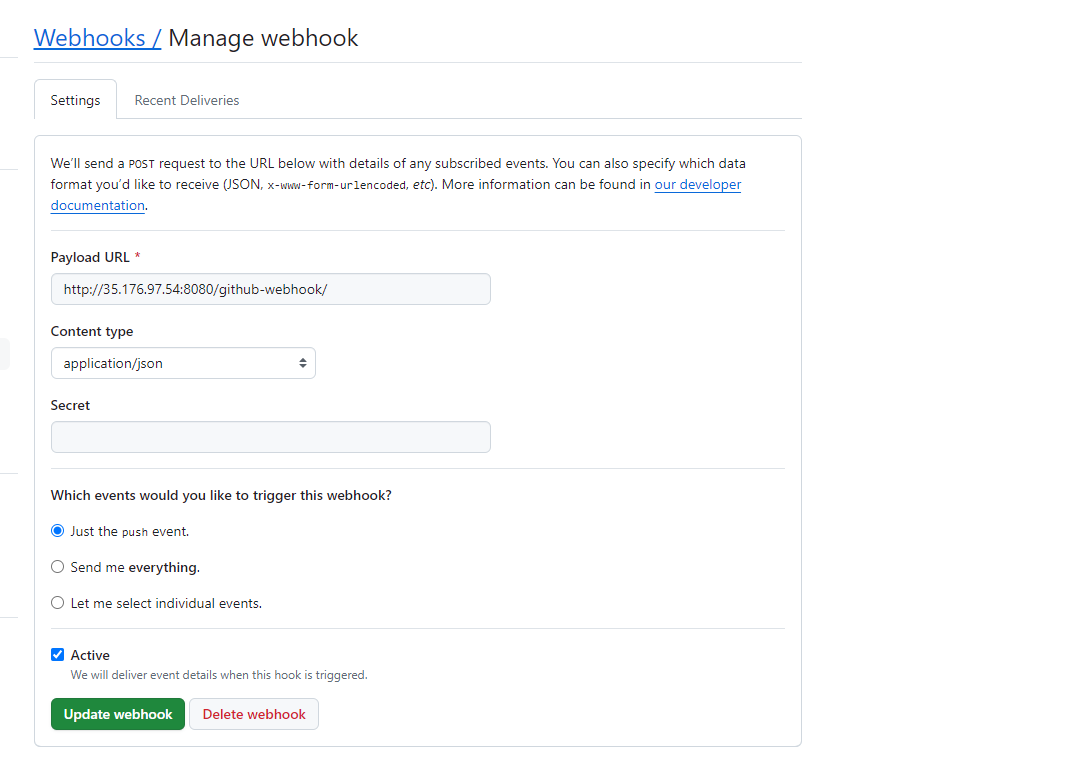 Webhooks / Manage webhook
Settings
Recent Deliveries
We'll send a POST request to the URL below with details of any subscribed events. You can also specify which data
format you'd like to receive (JSON, x-www-form-urlencoded, etc). More information can be found in our developer
documentation.
Payload URL *
http://35.176.97.54:8080/github-webhook/
Content type
application/json
Secret
Which events would you like to trigger this webhook?
Just the push event.
Send me everything.
Let me select individual events.
Active
We will deliver event details when this hook is triggered.
Update webhook
Delete webhook